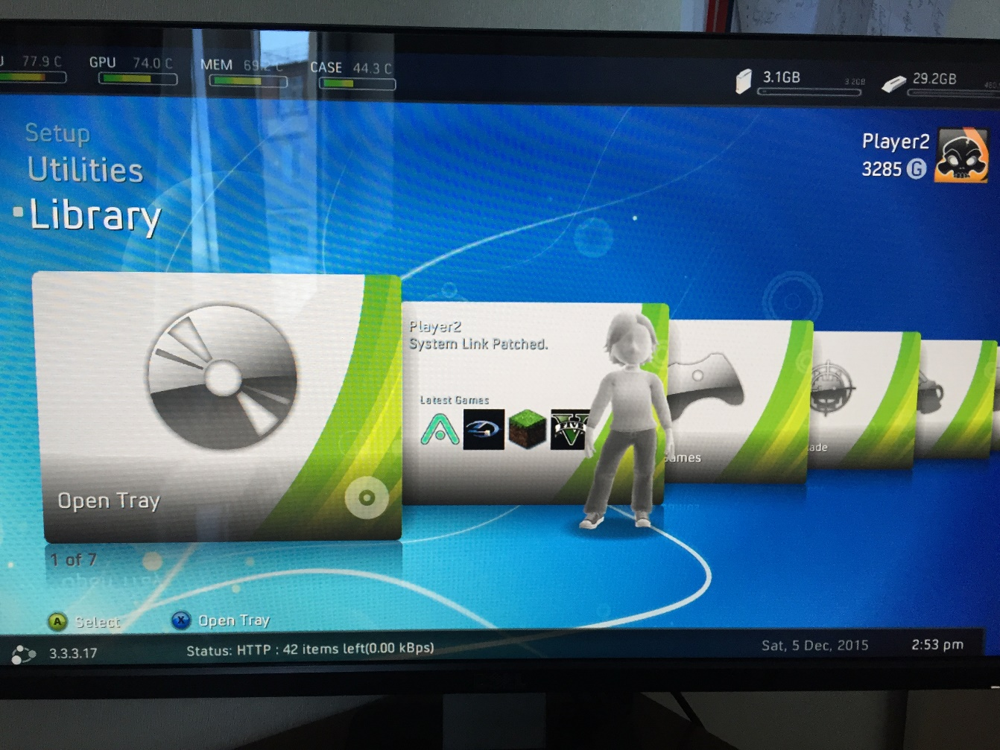 77.9 C
GPU 74.0 C
MEM 69.2 C
CASE 44.3 C
3.1GB
3.2GB
29.2GB
Setup
Utilities
Library
Player2
3285 G
Player2
System Link Patched.
Latest Games
FIVE
Open Tray
ames
ade
1 of 7
A Select
X Open Tray
3.3.3.17
Status: HTTP : 42 items left(0.00 kBps)
Sat, 5 Dec, 2015
2:53 pm